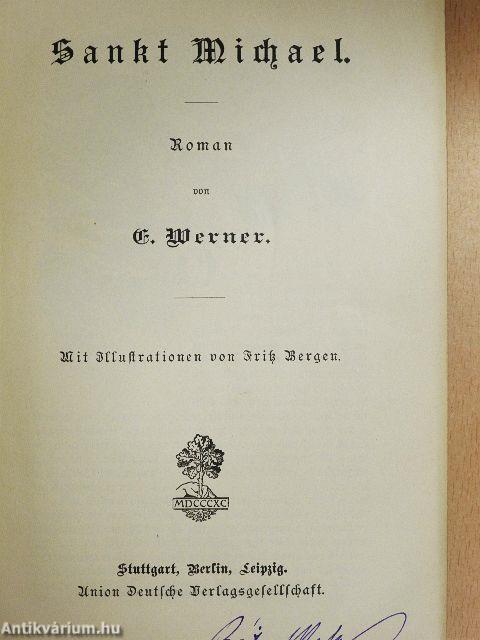 Sankt Michael.
Roman
von
E. Werner.
Mit Illustrationen von Fritz Bergen.
MDCCCXC
Stuttgart, Berlin, Leipzig.
Union Deutsche Verlagsgesellschaft.
Antikvárium.hu